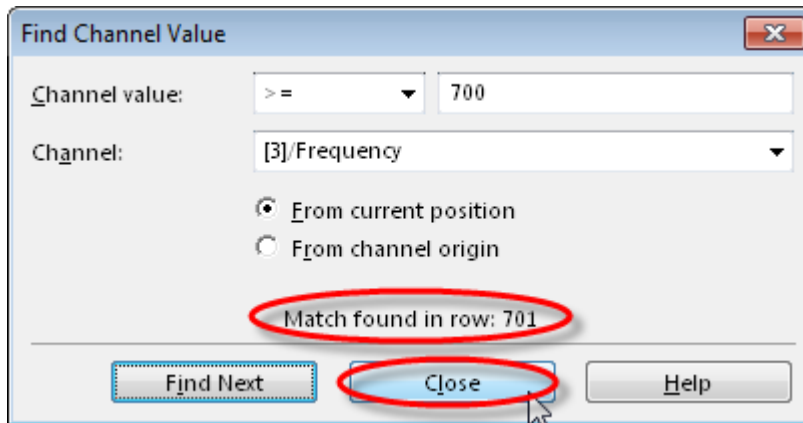 Find Channel Value
Channel value: >= 700
Channel: [3]/Frequency
From current position
From channel origin
Match found in row: 701
Find Next Close Help